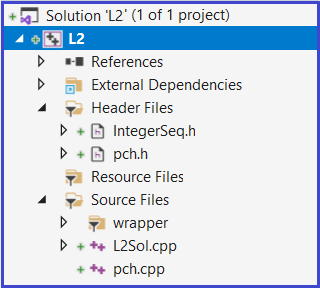 Solution 'L2' (1 of 1 project)
L2
References
External Dependencies
Header Files
IntegerSeq.h
pch.h
Resource Files
Source Files
wrapper
L2Sol.cpp
pch.cpp